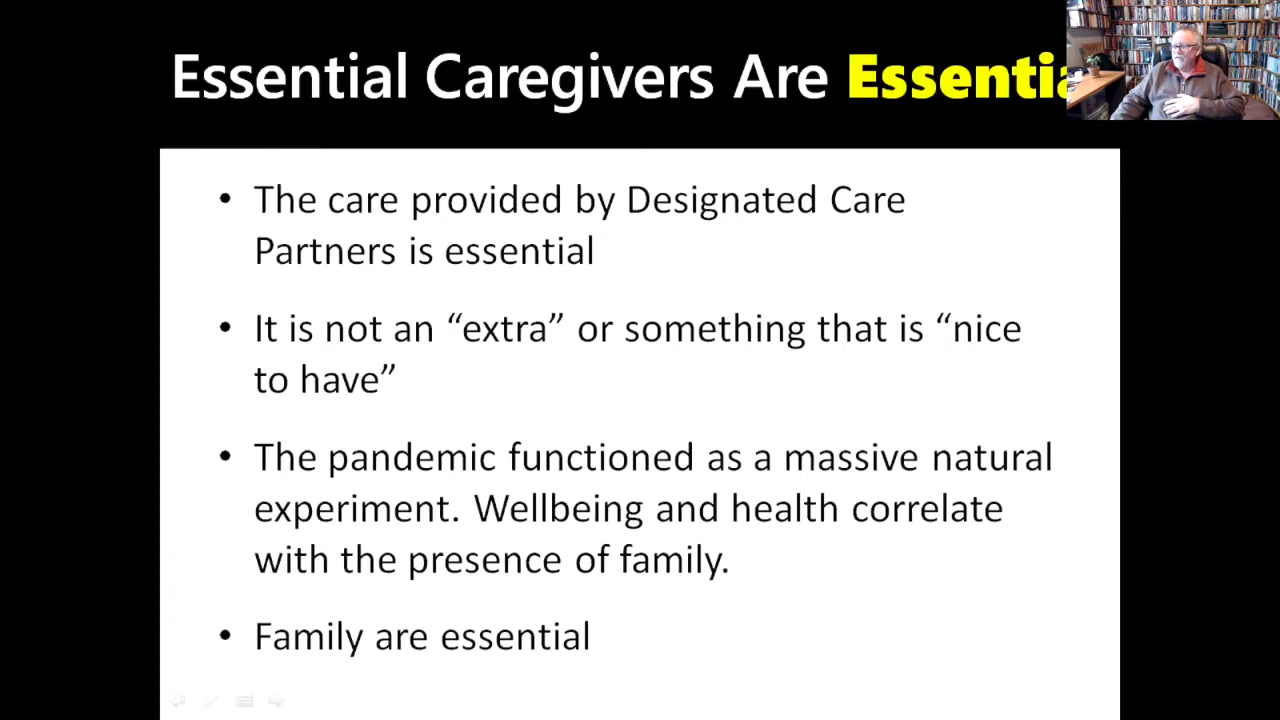 Essential Caregivers Are Essentia
• The care provided by Designated Care
Partners is essential
• It is not an “extra” or something that is “nice
to have”
• The pandemic functioned as a massive natural
experiment. Wellbeing and health correlate
with the presence of family.
• Family are essential